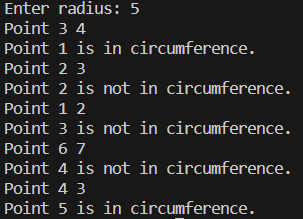 Enter radius: 5
Point 3 4
Point 1 is in circumference.
Point 2 3
Point 2 is not in circumference.
Point 1 2
Point 3 is not in circumference.
Point 6 7
Point 4 is not in circumference.
Point 4 3
Point 5 is in circumference.